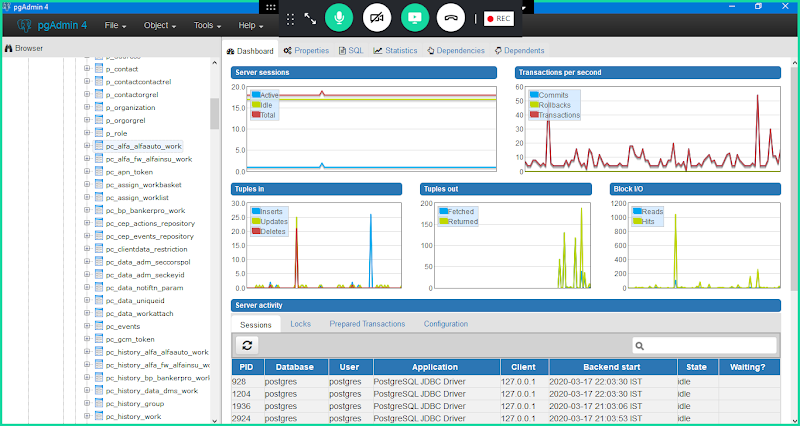 pgAdmin 4
pgAdmin 4
File
Object
Tools
Help
REC
Browser
p_contact
p_contactcontactrel
p_contactorgrel
p_organization
p_orgorgrel
p_role
pc_alfa_alfaauto_work
pc_alfa_fw_alfainsu_work
pc_apn_token
pc_assign_workbasket
pc_assign_worklist
pc_bp_bankerpro_work
pc_cep_actions_repository
pc_cep_events_repository
pc_clientdata_restriction
pc_data_adm_secconspol
pc_data_adm_seckeyid
pc_data_notiftn_param
pc_data_uniqueid
pc_data_workattach
pc_events
pc_gcm_token
pc_history_alfa_alfaauto_work
pc_history_alfa_fw_alfainsu_w
pc_history_bp_bankerpro_work
pc_history_data_dms_work
pc_history_group
pc_history_work
Dashboard
Properties
SQL
Statistics
Dependencies
Dependents
Server sessions
20.0
15.0
10.0
5.0
0.0
Active
Idle
Total
Transactions per second
60
50
40
30
20
10
0
Commits
Rollbacks
Transactions
Tuples in
30.0
25.0
20.0
15.0
10.0
5.0
0.0
Inserts
Updates
Deletes
Tuples out
200
150
100
50
0
Fetched
Returned
Block I/O
1200
1000
800
600
400
200
0
Reads
Hits
Server activity
Sessions
Locks
Prepared Transactions
Configuration
PID Database User Application Client Backend start State Waiting?
928 postgres postgres PostgreSQL JDBC Driver 127.0.0.1 2020-03-17 22:03:30 IST idle
1204 postgres postgres PostgreSQL JDBC Driver 127.0.0.1 2020-03-17 22:03:30 IST idle
1936 postgres postgres PostgreSQL JDBC Driver 127.0.0.1 2020-03-17 21:03:06 IST idle
2924 postgres postgres PostgreSQL JDBC Driver 127.0.0.1 2020-03-17 21:03:53 IST idle